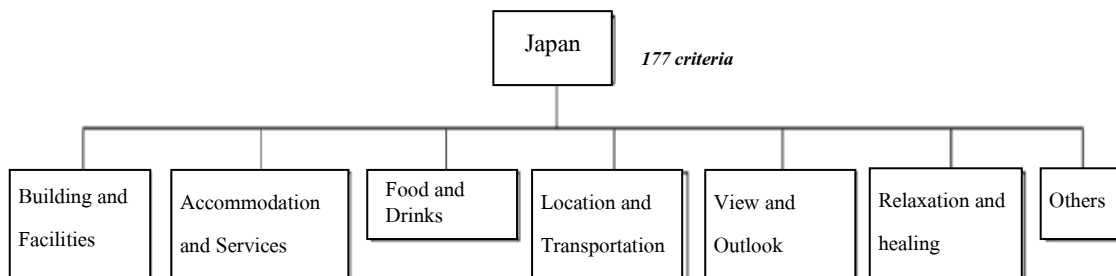 Japan
177 criteria
Building and
Facilities
Accommodation
and Services
Food and
Drinks
Location and
Transportation
View and
Outlook
Relaxation and
healing
Others